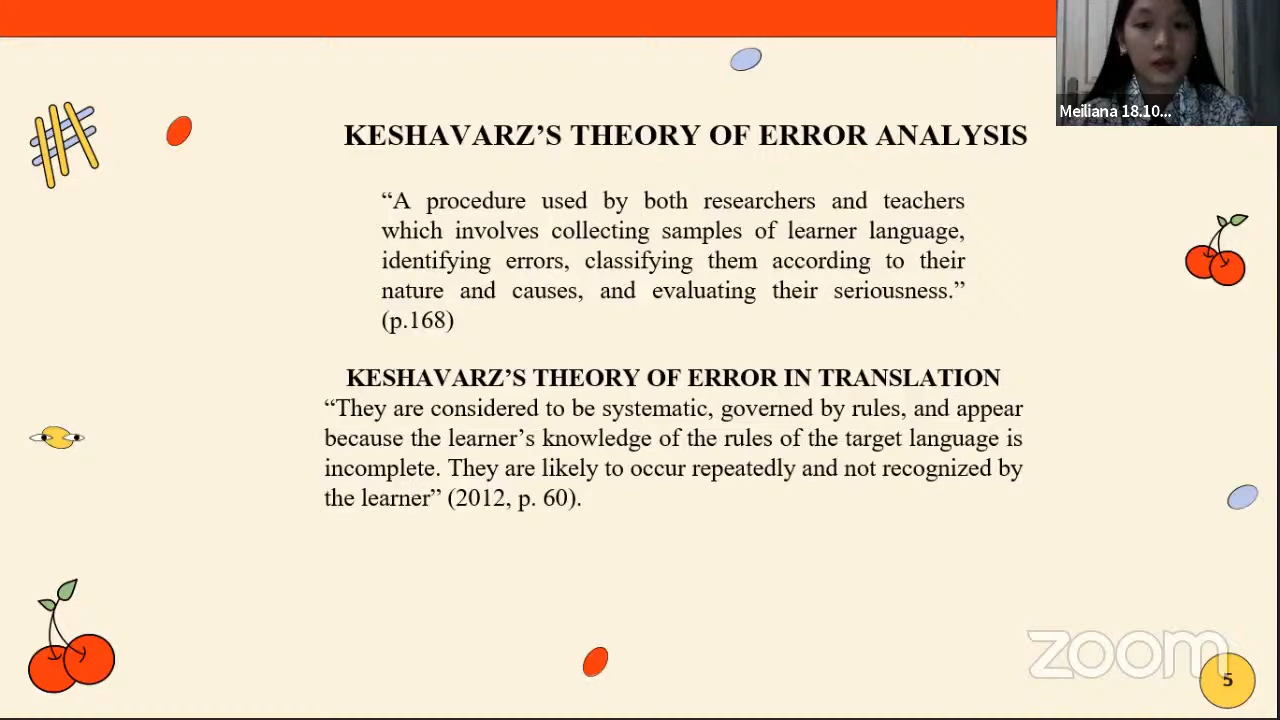 Meiliana 18.10...
KESHAVARZ'S THEORY OF ERROR ANALYSIS
“A procedure used by both researchers and teachers
which involves collecting samples of learner language,
identifying errors, classifying them according to their
nature and causes, and evaluating their seriousness.”
(p.168)
KESHAVARZ'S THEORY OF ERROR IN TRANSLATION
“They are considered to be systematic, governed by rules, and appear
because the learner's knowledge of the rules of the target language is
incomplete. They are likely to occur repeatedly and not recognized by
the learner” (2012, p. 60).
zoom
5